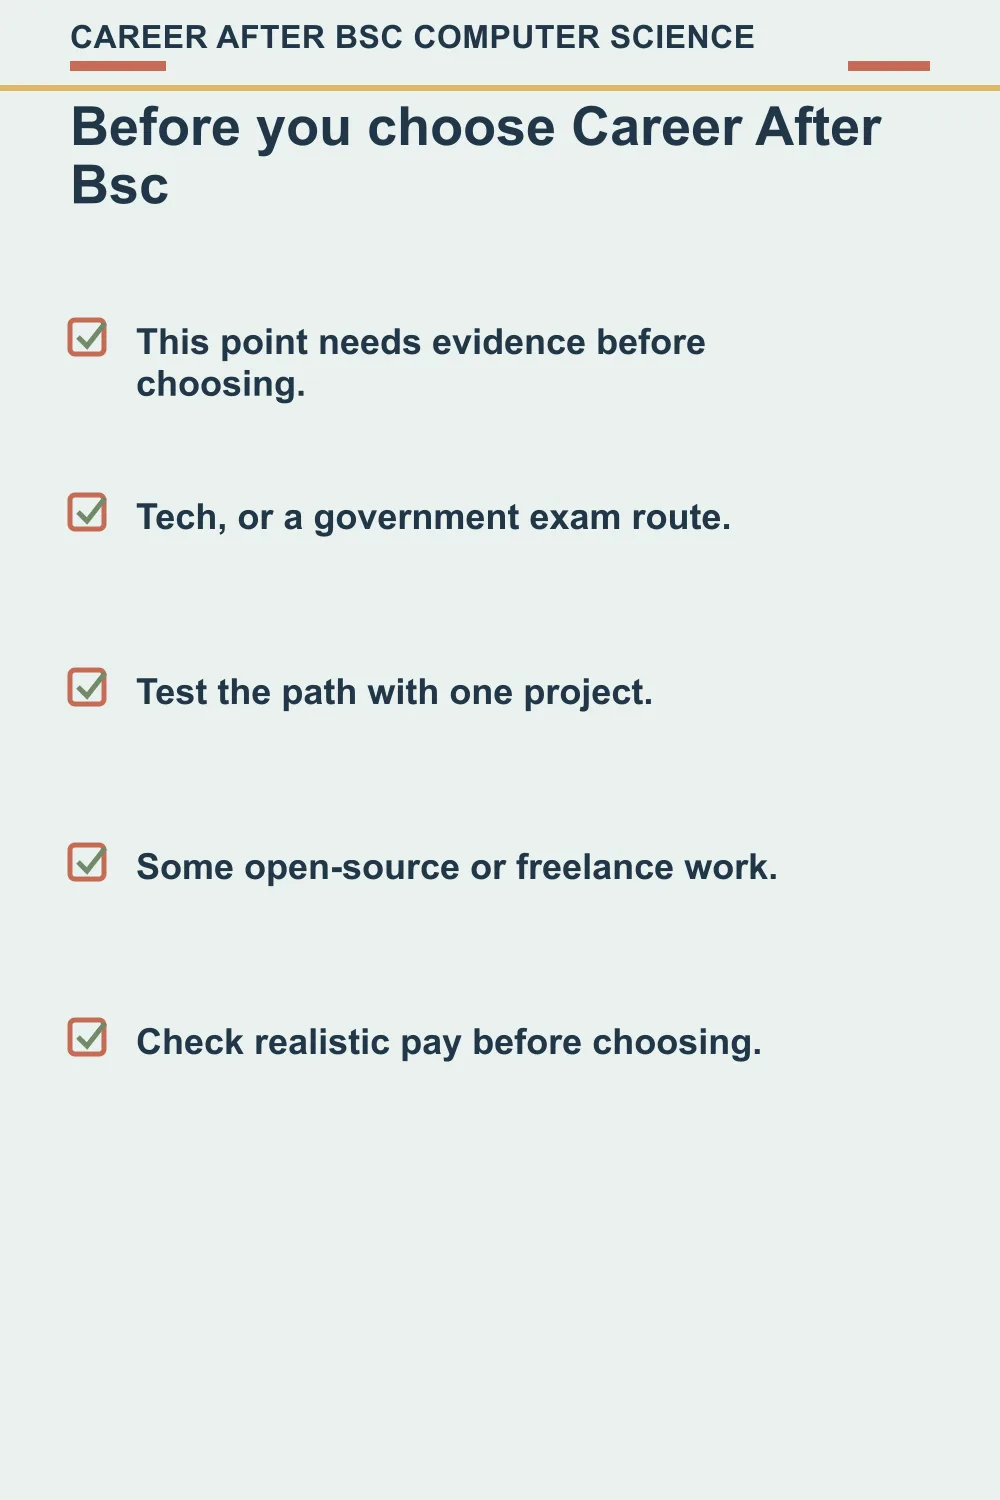 CAREER AFTER BSC COMPUTER SCIENCE
Before you choose Career After
Bsc
This point needs evidence before
choosing.
Tech, or a government exam route.
Test the path with one project.
Some open-source or freelance work.
Check realistic pay before choosing.